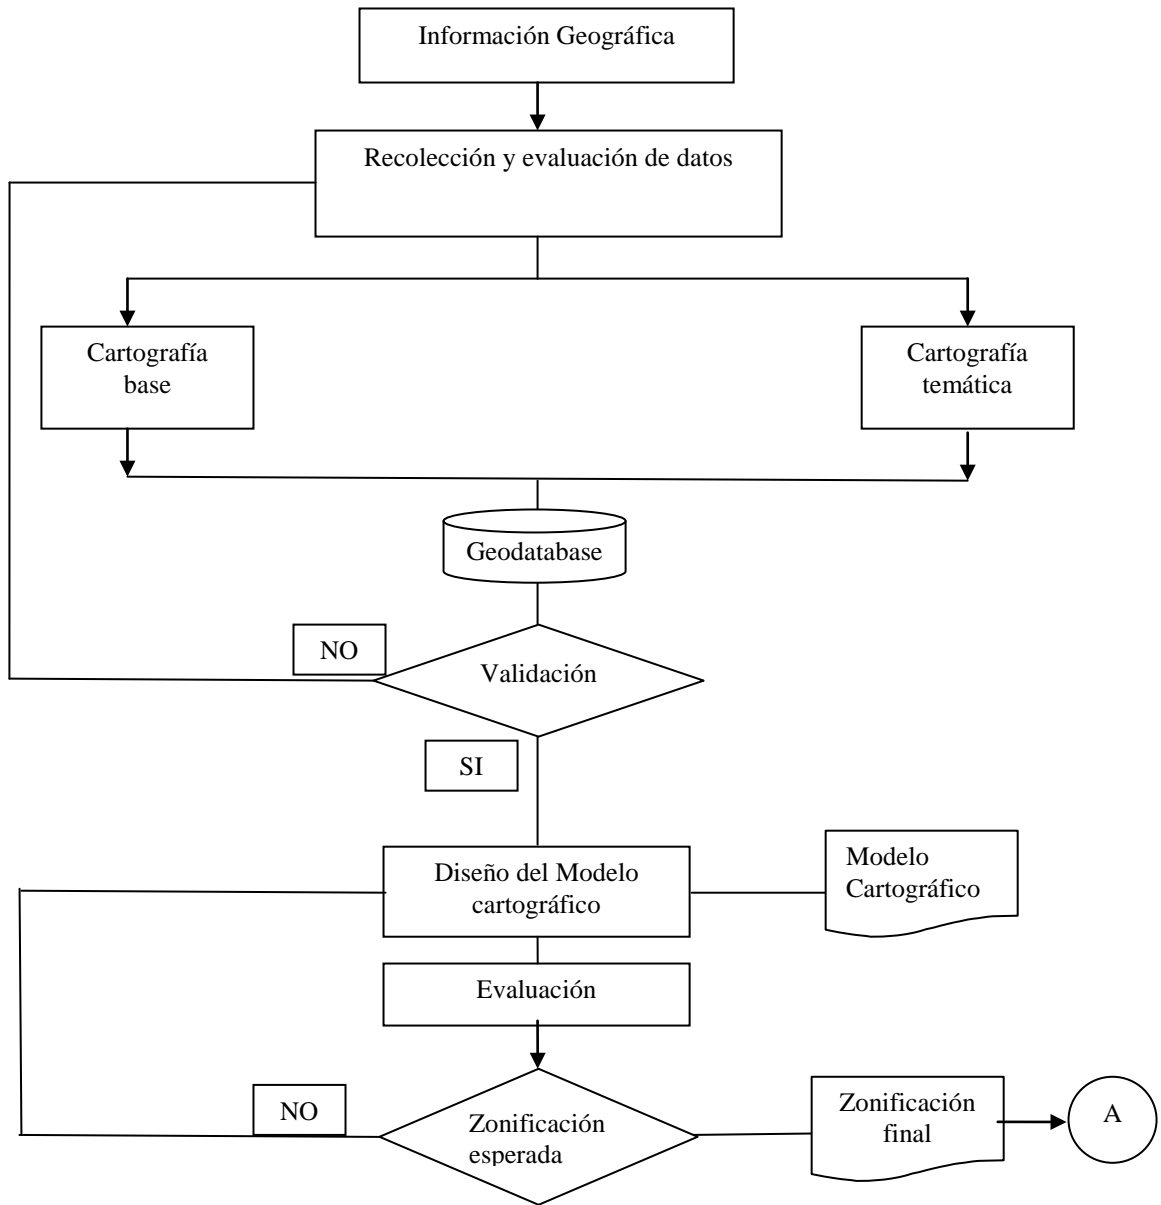 Información Geográfica
Recolección y evaluación de datos
Cartografía
base
Cartografía
temática
Geodatabase
NO
Validación
SI
Diseño del Modelo
cartográfico
Modelo
Cartográfico
Evaluación
NO
Zonificación
esperada
Zonificación
final
A